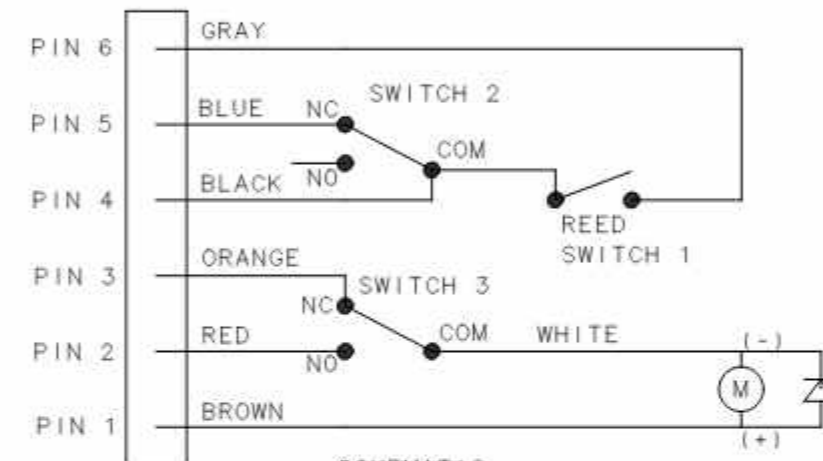 PIN 6 GRAY
SWITCH 2
PIN 5 BLUE NC
COM
PIN 4 BLACK NO
REED
SWITCH 1
PIN 3 ORANGE
SWITCH 3
NC
PIN 2 RED COM WHITE (-)
NO
M
PIN 1 BROWN
(+)
SCHEMATIC